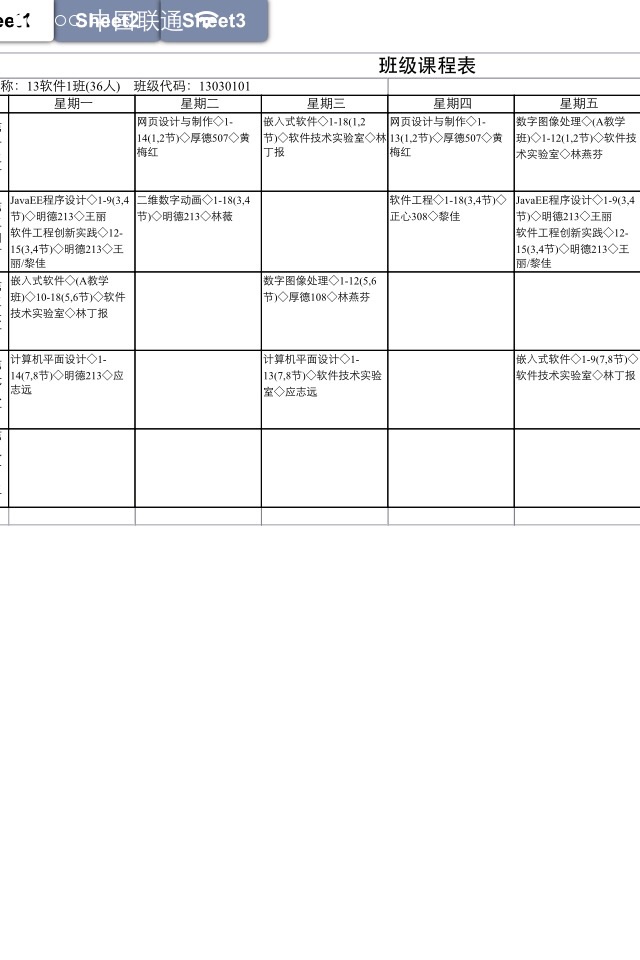 Sheet2 中国联通 Sheet3
班级课程表
称: 13软件1班(36人) 班级代码: 13030101
星期一 星期二 星期三 星期四 星期五
网页设计与制作◇1-
14(1,2节)◇厚德507◇黄
梅红
嵌入式软件◇1-18(1,2
节)◇软件技术实验室◇林
丁报
网页设计与制作◇1-
13(1,2节)◇厚德507◇黄
梅红
数字图像处理◇(A教学
班)◇1-12(1,2节)◇软件技
术实验室◇林燕芬
JavaEE程序设计◇1-9(3,4
节)◇明德213◇王丽
软件工程创新实践◇12-
15(3,4节)◇明德213◇王
丽/黎佳
二维数字动画◇1-18(3,4
节)◇明德213◇林薇
软件工程◇1-18(3,4节)◇
正心308◇黎佳
JavaEE程序设计◇1-9(3,4
节)◇明德213◇王丽
软件工程创新实践◇12-
15(3,4节)◇明德213◇王
丽/黎佳
嵌入式软件◇(A教学
班)◇10-18(5,6节)◇软件
技术实验室◇林丁报
数字图像处理◇1-12(5,6
节)◇厚德108◇林燕芬
计算机平面设计◇1-
14(7,8节)◇明德213◇应
志远
计算机平面设计◇1-
13(7,8节)◇软件技术实验
室◇应志远
嵌入式软件◇1-9(7,8节)◇
软件技术实验室◇林丁报